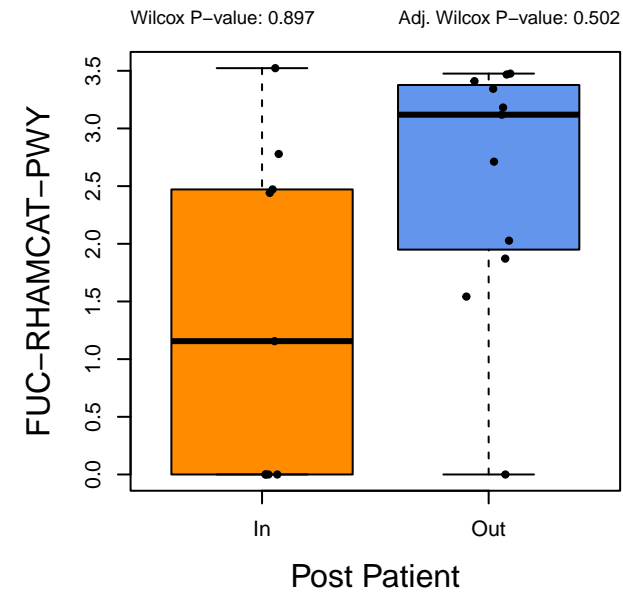 Wilcox P−value: 0.897
Adj. Wilcox P−value: 0.502
FUC−RHAMCAT−PWY
3.5
3.0
2.5
2.0
1.5
1.0
0.5
0.0
In
Out
Post Patient